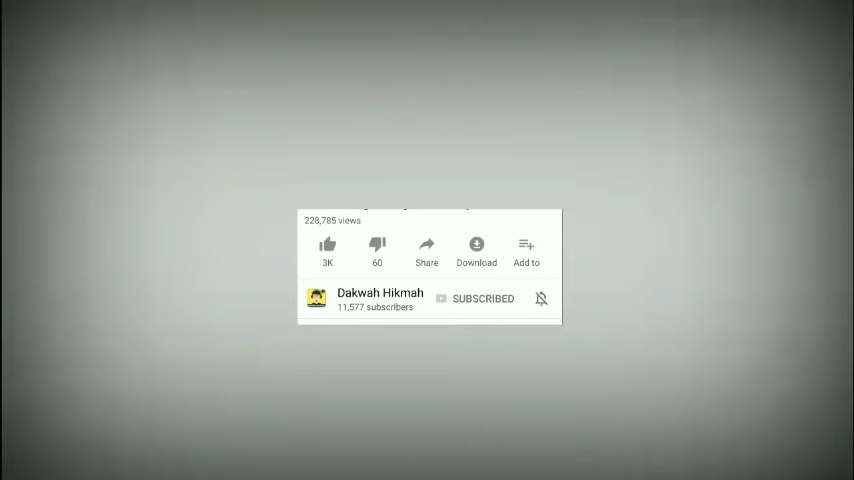 228,785 views
3K 60 Share Download Add to
Dakwah Hikmah
SUBSCRIBED
11,577 subscribers